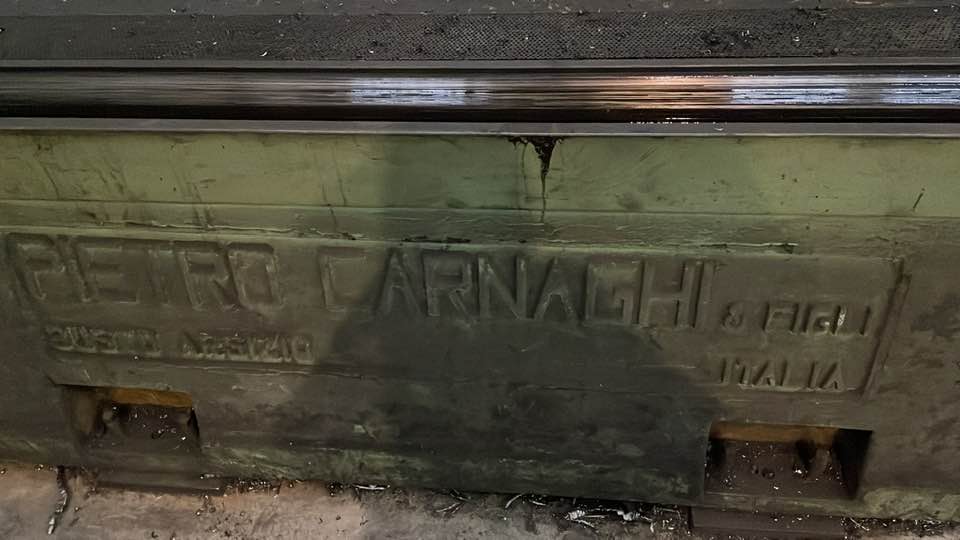 PIETRO CARNAGHI & FIGLI
BUSTO ARSIZIO ITALIA